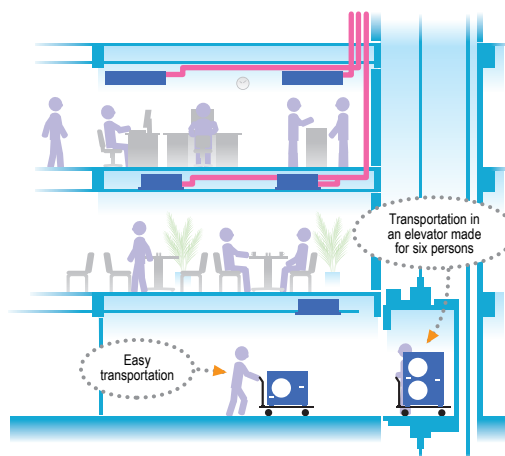 Transportation in
an elevator made
for six persons
Easy
transportation